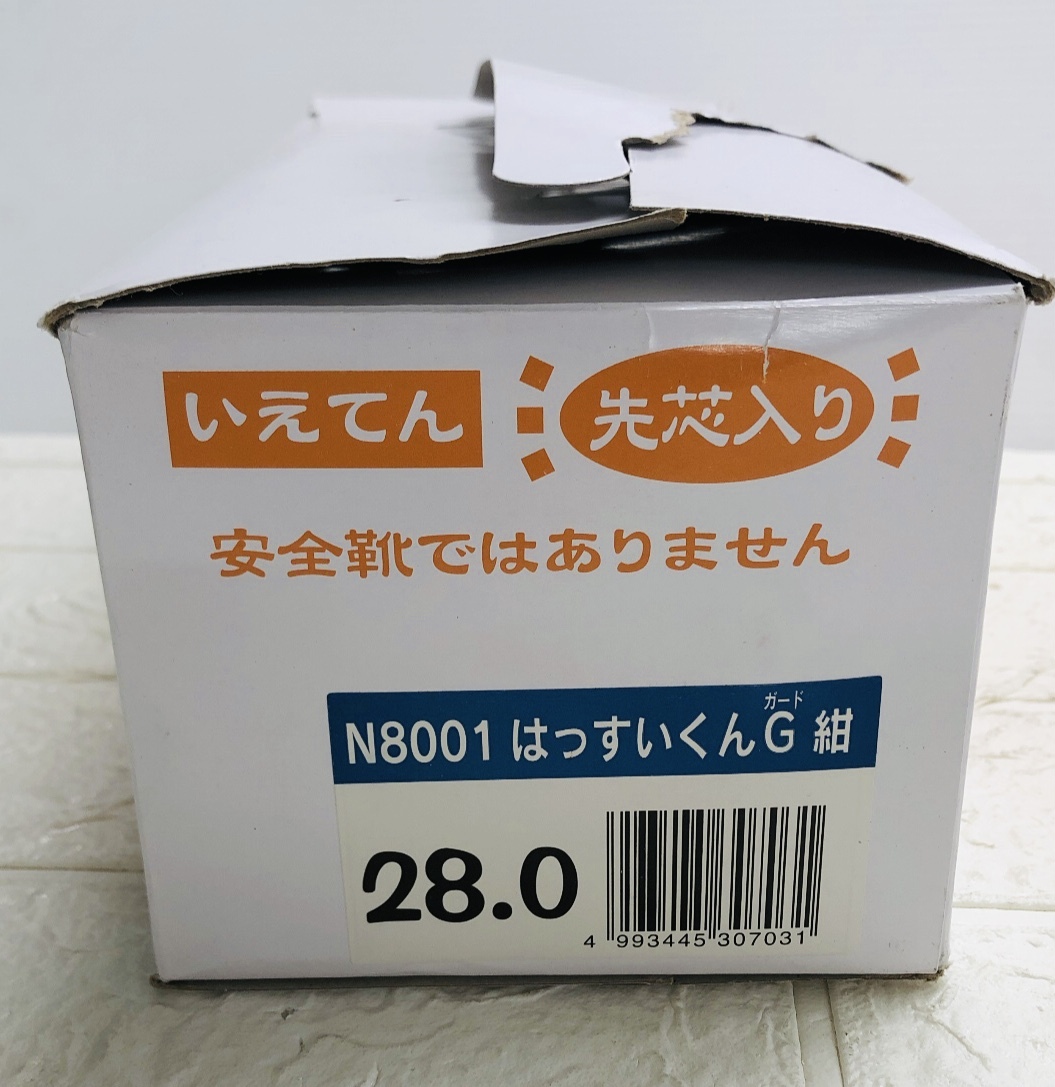 いえてん
先芯入り
安全靴ではありません
ガード
N8001 はっすいくんG 紺
28.0
4 993445 307031